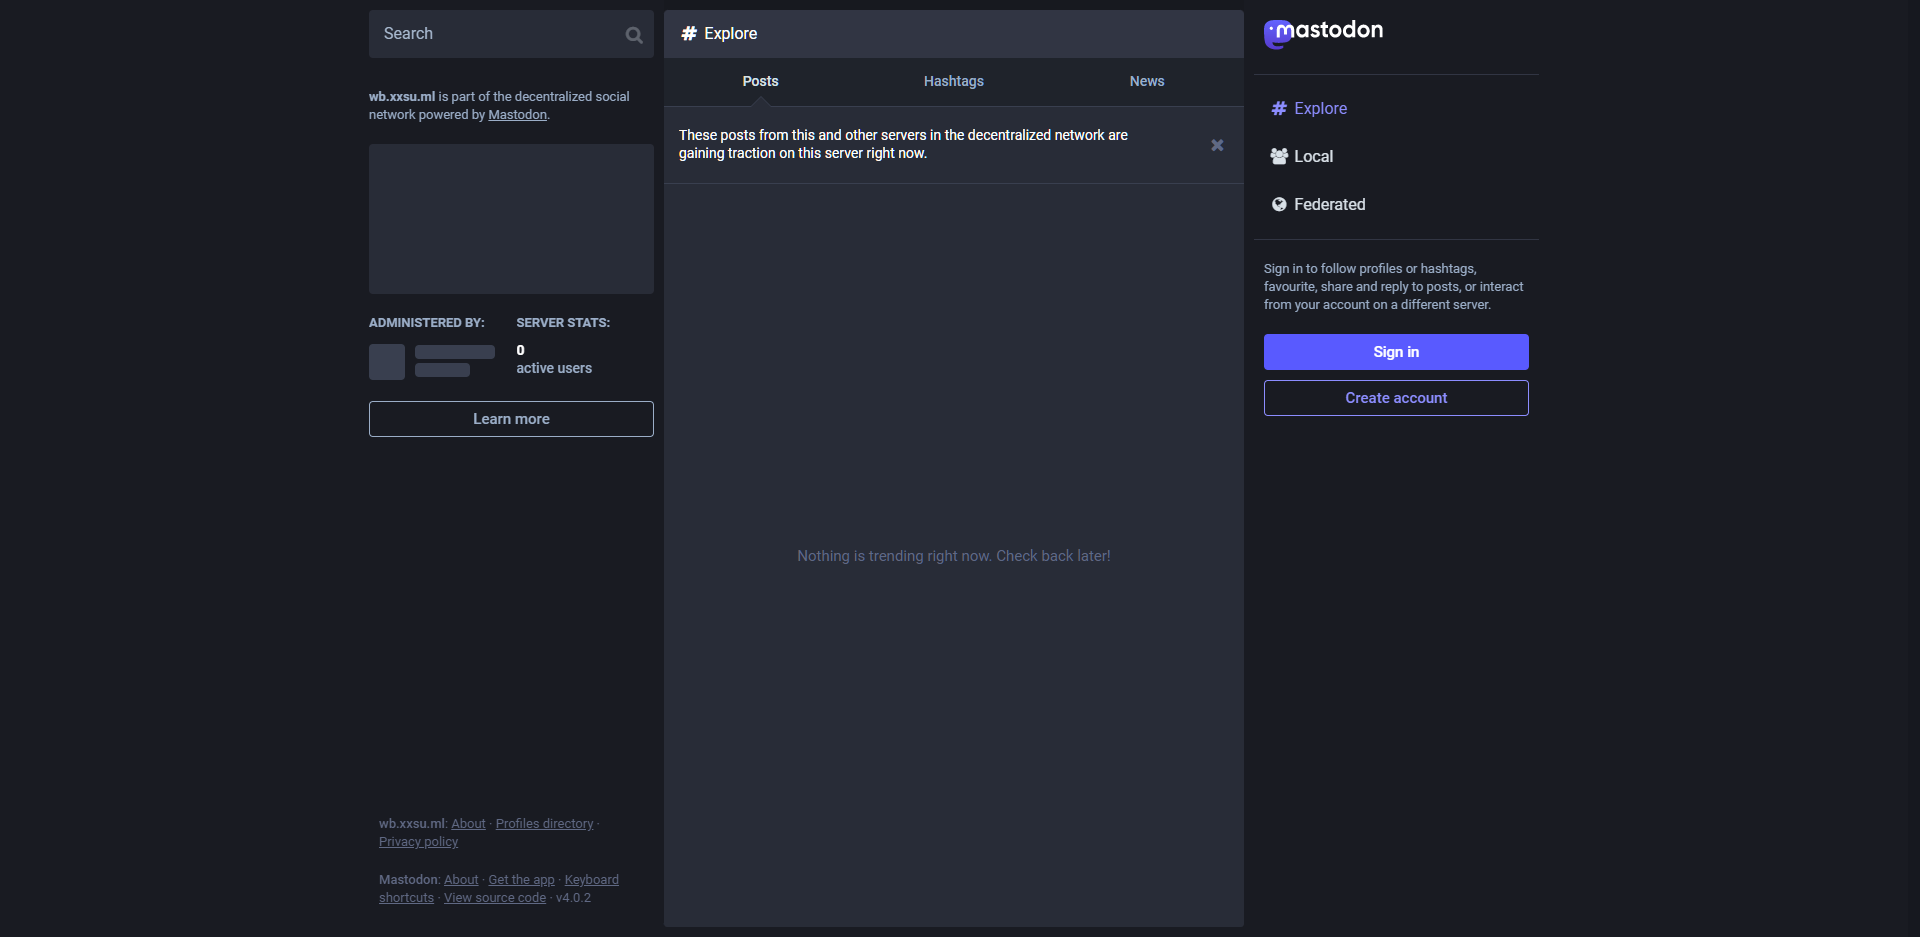 Search
wb.xxsu.ml is part of the decentralized social
network powered by Mastodon.
ADMINISTERED BY:
SERVER STATS:
0
active users
Learn more
wb.xxsu.ml: About · Profiles directory ·
Privacy policy
Mastodon: About · Get the app · Keyboard
shortcuts · View source code · v4.0.2
# Explore
Posts
Hashtags
News
These posts from this and other servers in the decentralized network are
gaining traction on this server right now.
Nothing is trending right now. Check back later!
mastodon
# Explore
Local
Federated
Sign in to follow profiles or hashtags,
favourite, share and reply to posts, or interact
from your account on a different server.
Sign in
Create account